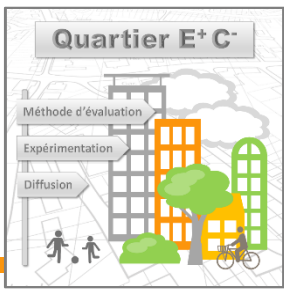 Quartier E⁺ C⁻
Méthode d'évaluation
Expérimentation
Diffusion